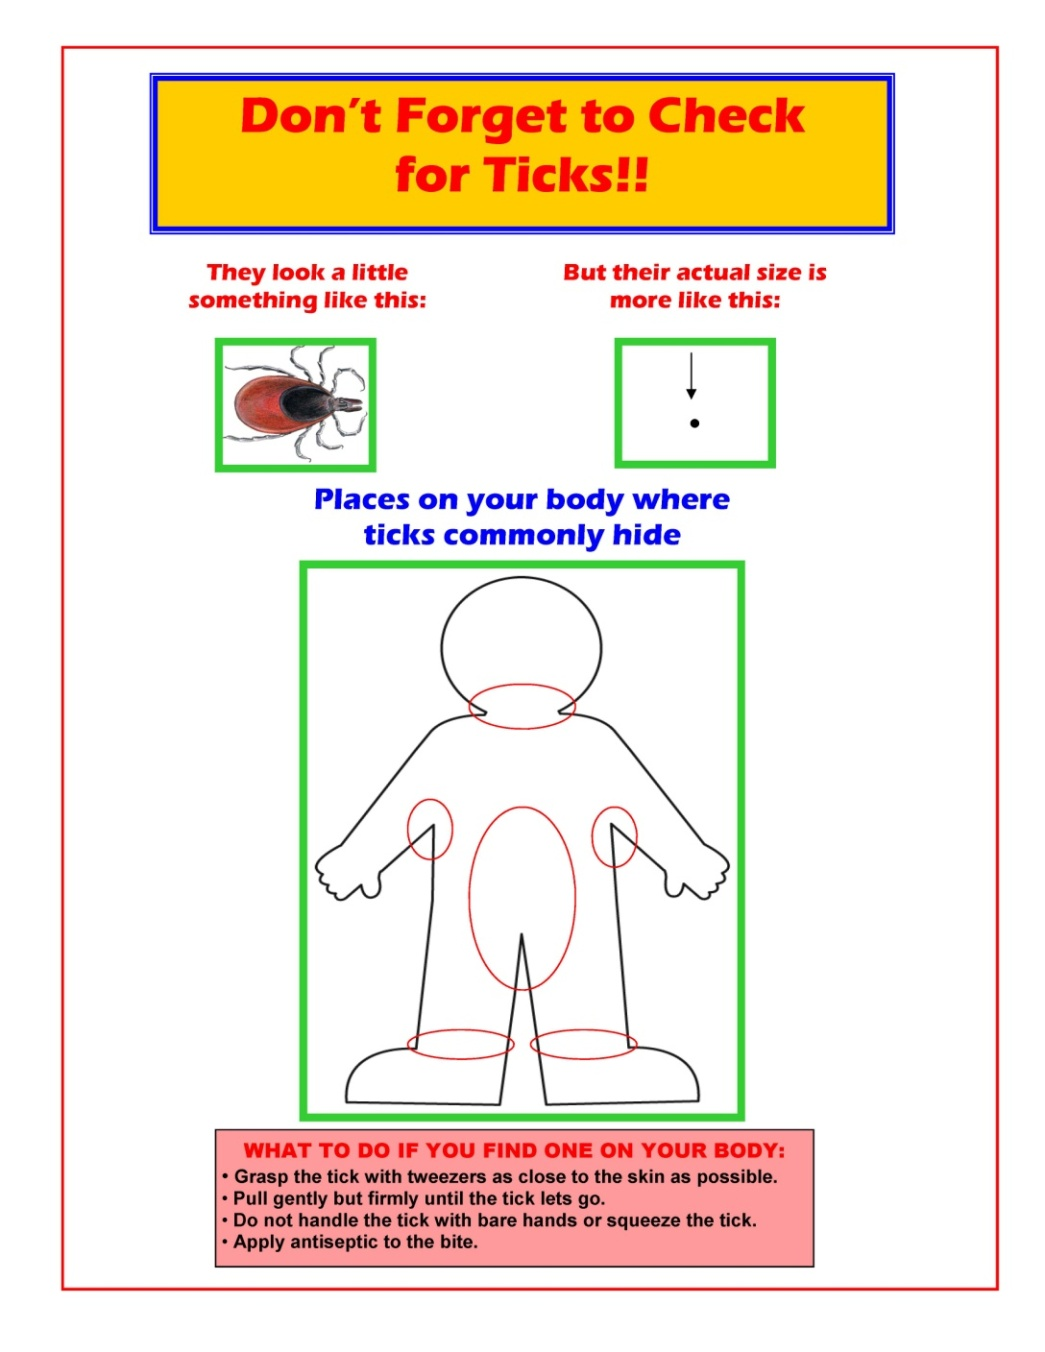 Don't Forget to Check
for Ticks!!
They look a little
something like this:
But their actual size is
more like this:
Places on your body where
ticks commonly hide
WHAT TO DO IF YOU FIND ONE ON YOUR BODY:
• Grasp the tick with tweezers as close to the skin as possible.
• Pull gently but firmly until the tick lets go.
• Do not handle the tick with bare hands or squeeze the tick.
• Apply antiseptic to the bite.